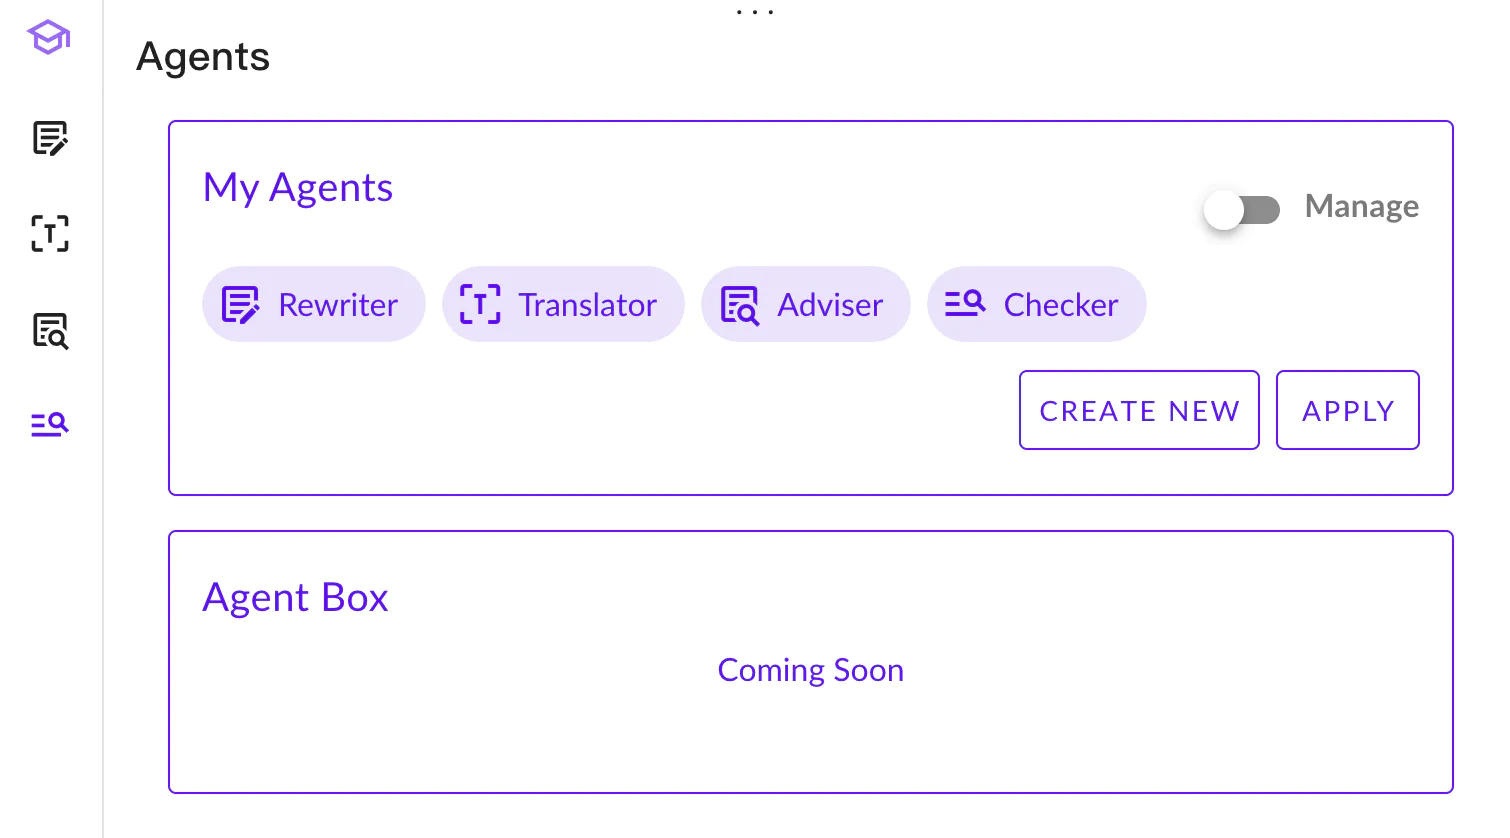 Agents
My Agents
Manage
Rewriter
Translator
Adviser
Checker
CREATE NEW
APPLY
Agent Box
Coming Soon